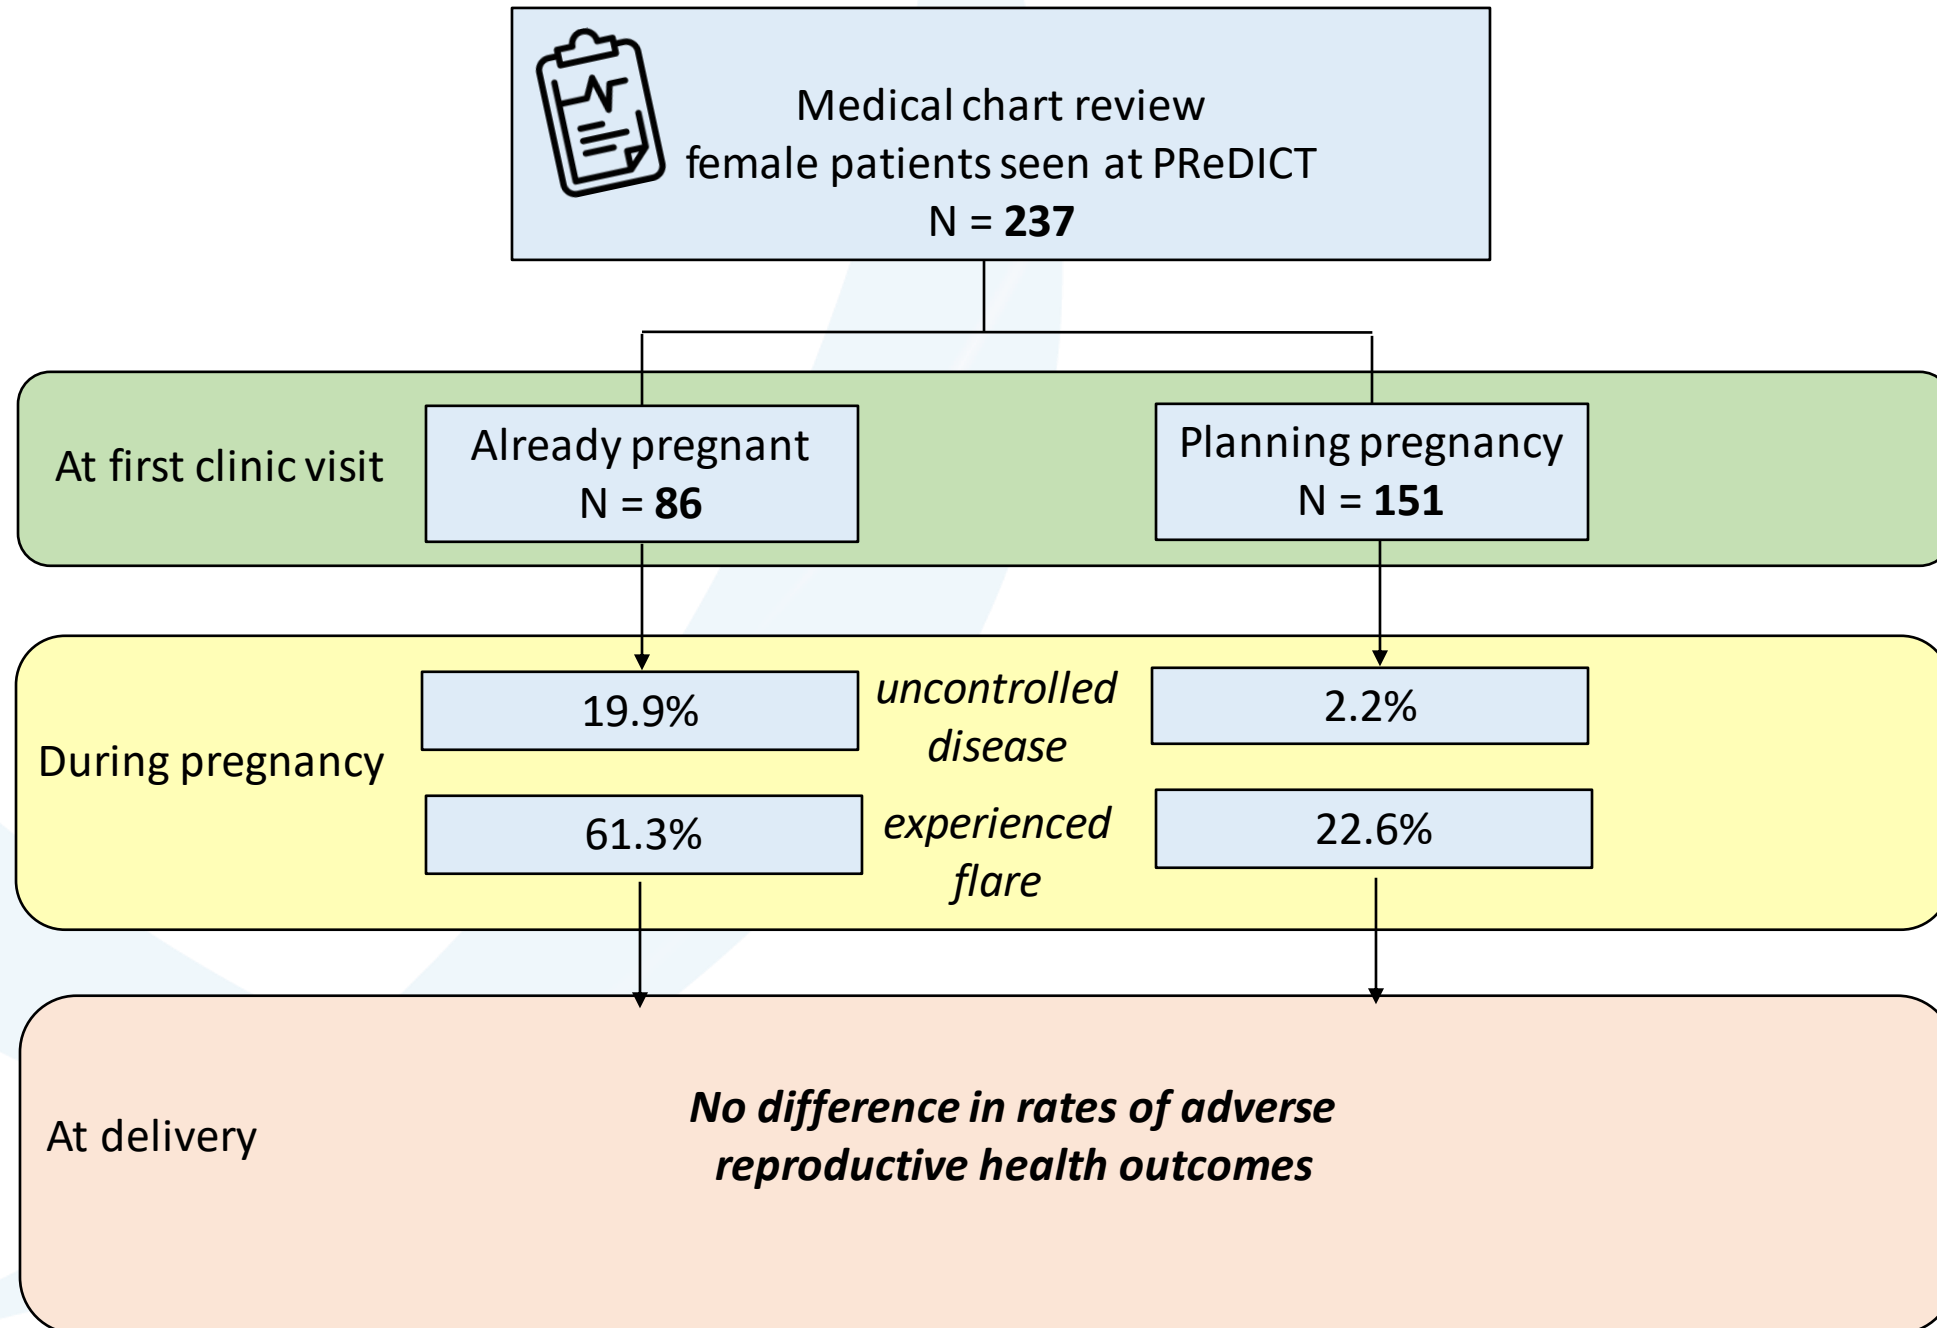 Medical chart review
female patients seen at PReDICT
N = 237
At first clinic visit
Already pregnant
N = 86
Planning pregnancy
N = 151
During pregnancy
19.9%
uncontrolled
disease
2.2%
61.3%
experienced
flare
22.6%
At delivery
No difference in rates of adverse
reproductive health outcomes